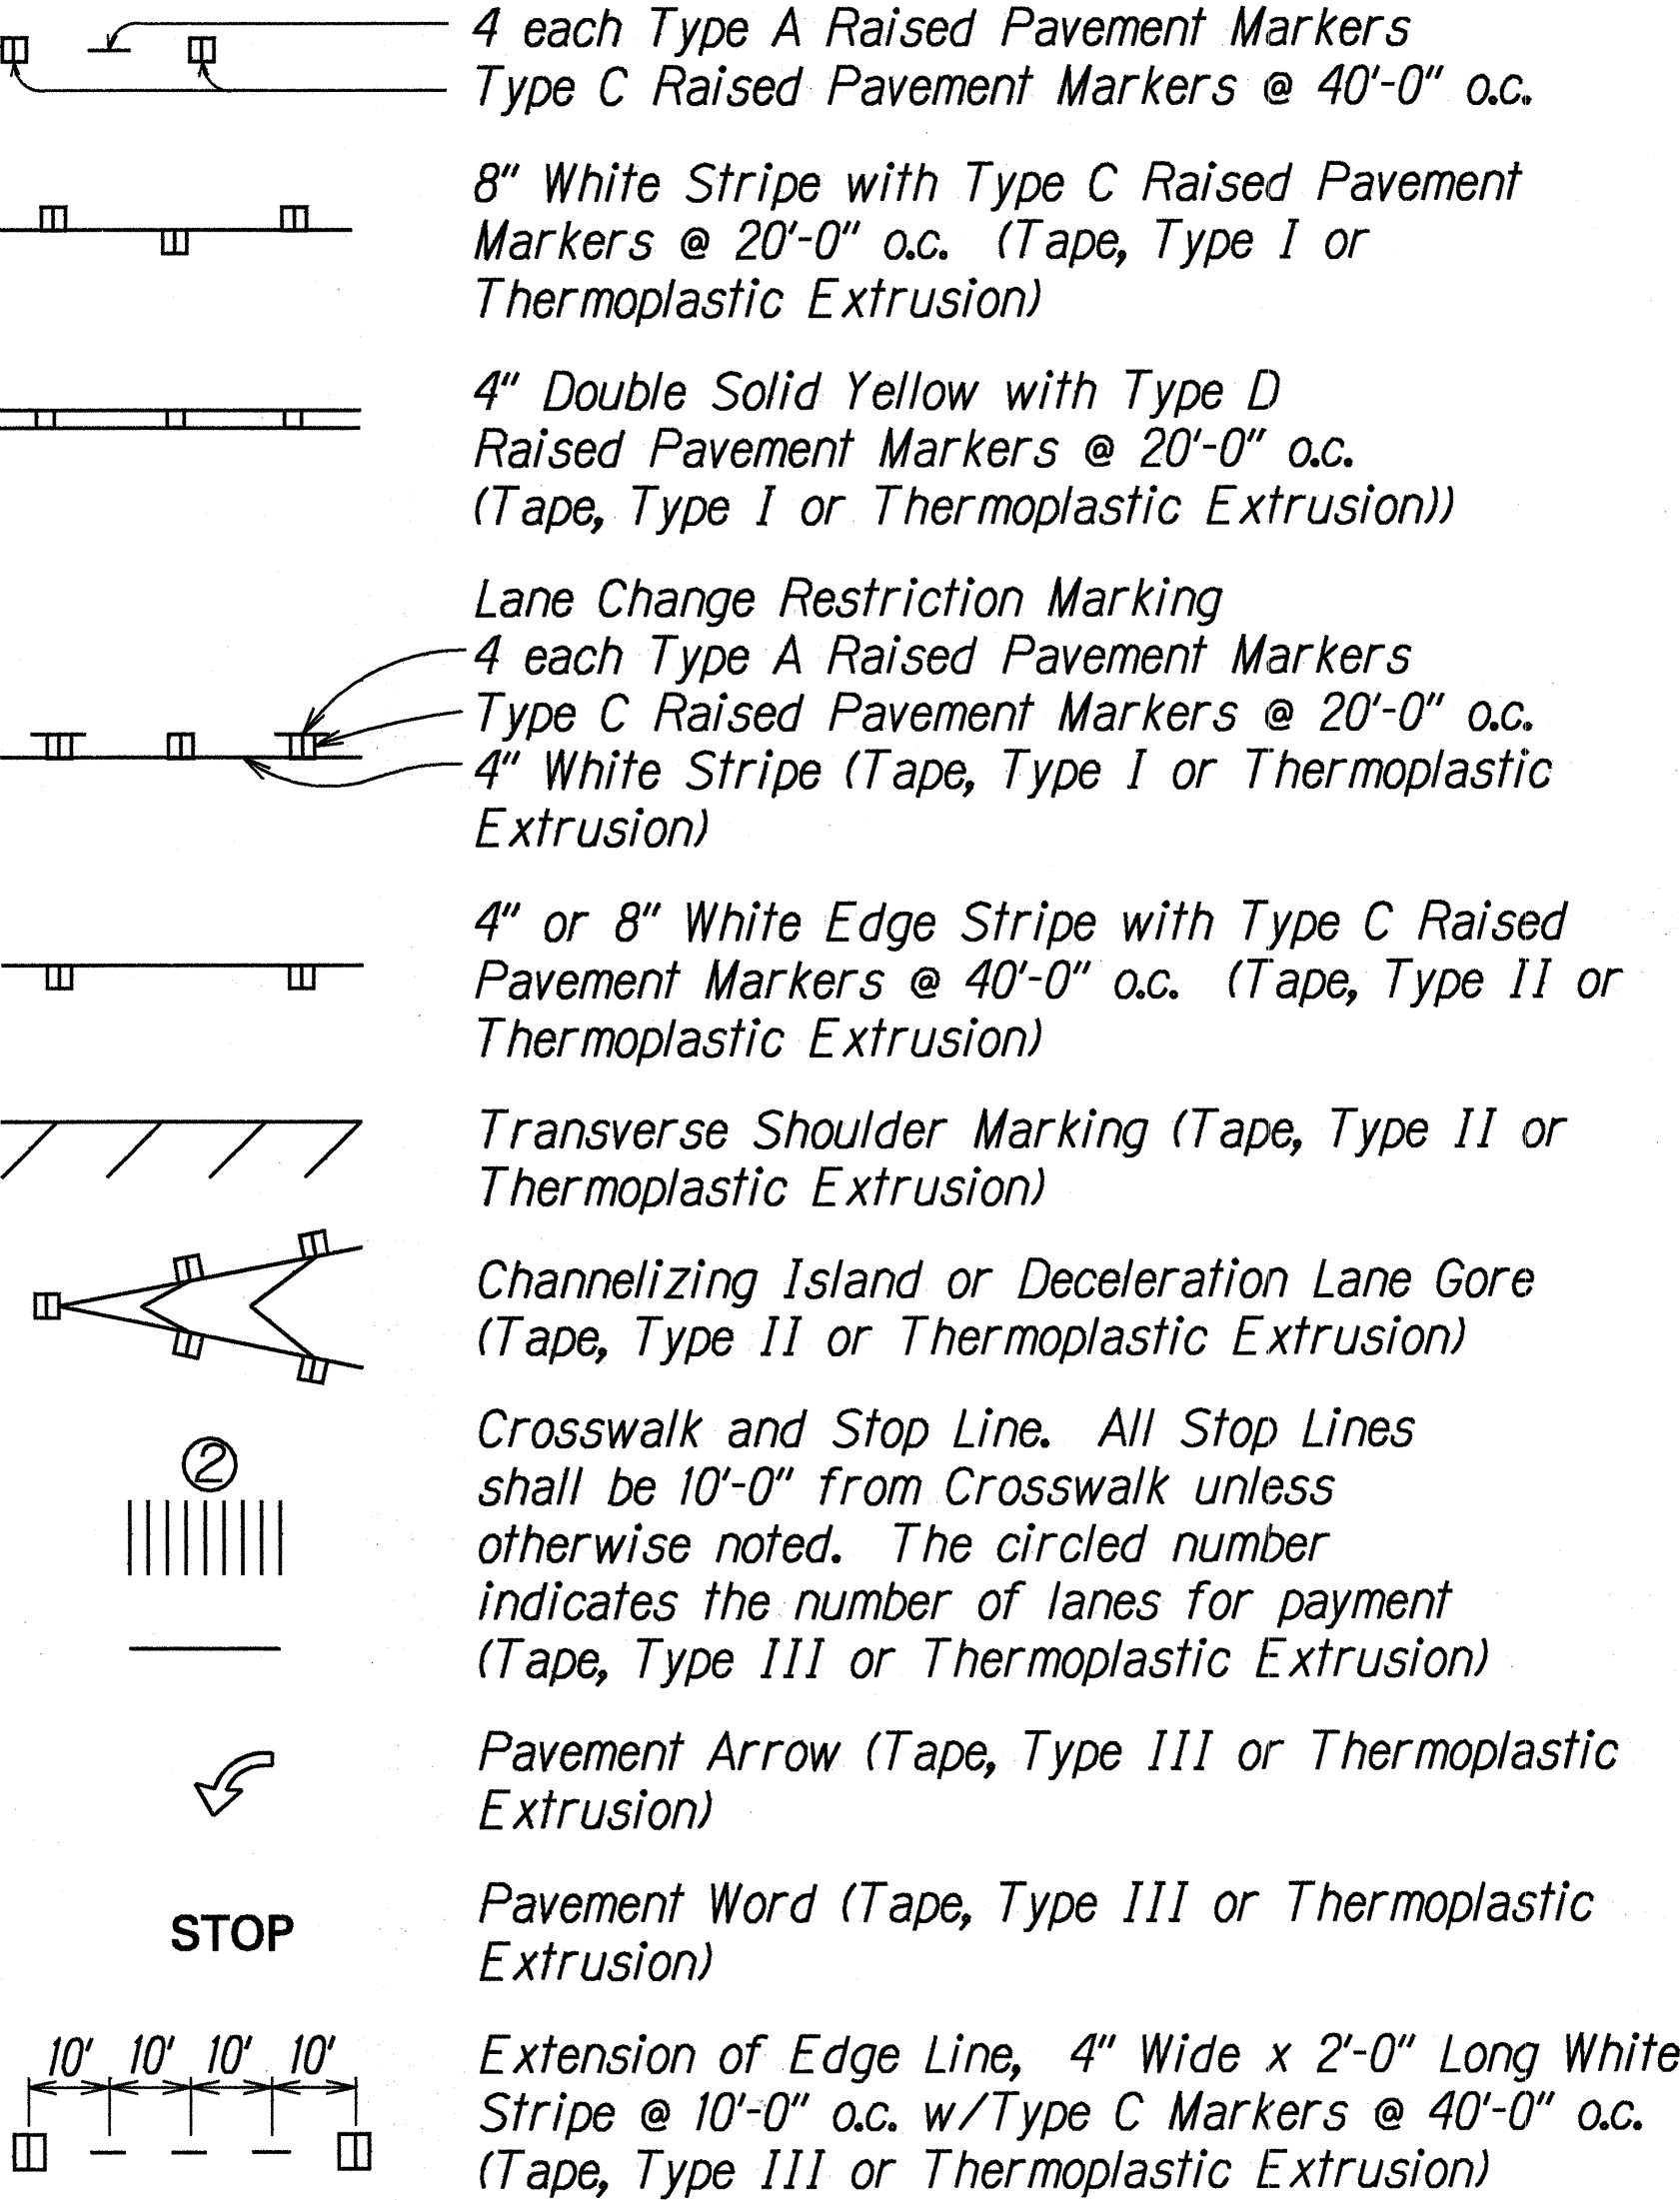 4 each Type A Raised Pavement Markers
Type C Raised Pavement Markers @ 40'-0" o.c.
8" White Stripe with Type C Raised Pavement
Markers @ 20'-0" o.c. (Tape, Type I or
Thermoplastic Extrusion)
4" Double Solid Yellow with Type D
Raised Pavement Markers @ 20'-0" o.c.
(Tape, Type I or Thermoplastic Extrusion))
Lane Change Restriction Marking
4 each Type A Raised Pavement Markers
Type C Raised Pavement Markers @ 20'-0" o.c.
4" White Stripe (Tape, Type I or Thermoplastic
Extrusion)
4" or 8" White Edge Stripe with Type C Raised
Pavement Markers @ 40'-0" o.c. (Tape, Type II or
Thermoplastic Extrusion)
Transverse Shoulder Marking (Tape, Type II or
Thermoplastic Extrusion)
Channelizing Island or Deceleration Lane Gore
(Tape, Type II or Thermoplastic Extrusion)
2
Crosswalk and Stop Line. All Stop Lines
shall be 10'-0" from Crosswalk unless
otherwise noted. The circled number
indicates the number of lanes for payment
(Tape, Type III or Thermoplastic Extrusion)
Pavement Arrow (Tape, Type III or Thermoplastic
Extrusion)
STOP
Pavement Word (Tape, Type III or Thermoplastic
Extrusion)
10' 10' 10' 10'
Extension of Edge Line, 4" Wide x 2'-0" Long White
Stripe @ 10'-0" o.c. w/Type C Markers @ 40'-0" o.c.
(Tape, Type III or Thermoplastic Extrusion)